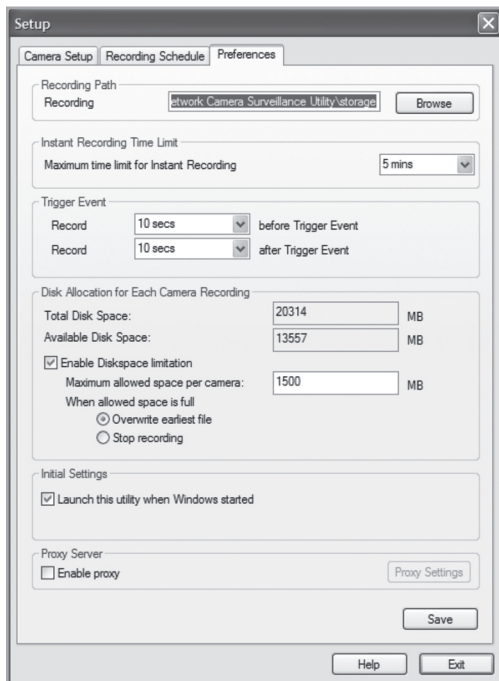 Setup
Camera Setup Recording Schedule Preferences
Recording Path
Recording etwork Camera Surveillance Utility\storage Browse
Instant Recording Time Limit
Maximum time limit for Instant Recording 5 mins
Trigger Event
Record 10 secs before Trigger Event
Record 10 secs after Trigger Event
Disk Allocation for Each Camera Recording
Total Disk Space: 20314 MB
Available Disk Space: 13557 MB
Enable Diskspace limitation
Maximum allowed space per camera: 1500 MB
When allowed space is full
Overwrite earliest file
Stop recording
Initial Settings
Launch this utility when Windows started
Proxy Server
Enable proxy Proxy Settings
Save
Help Exit